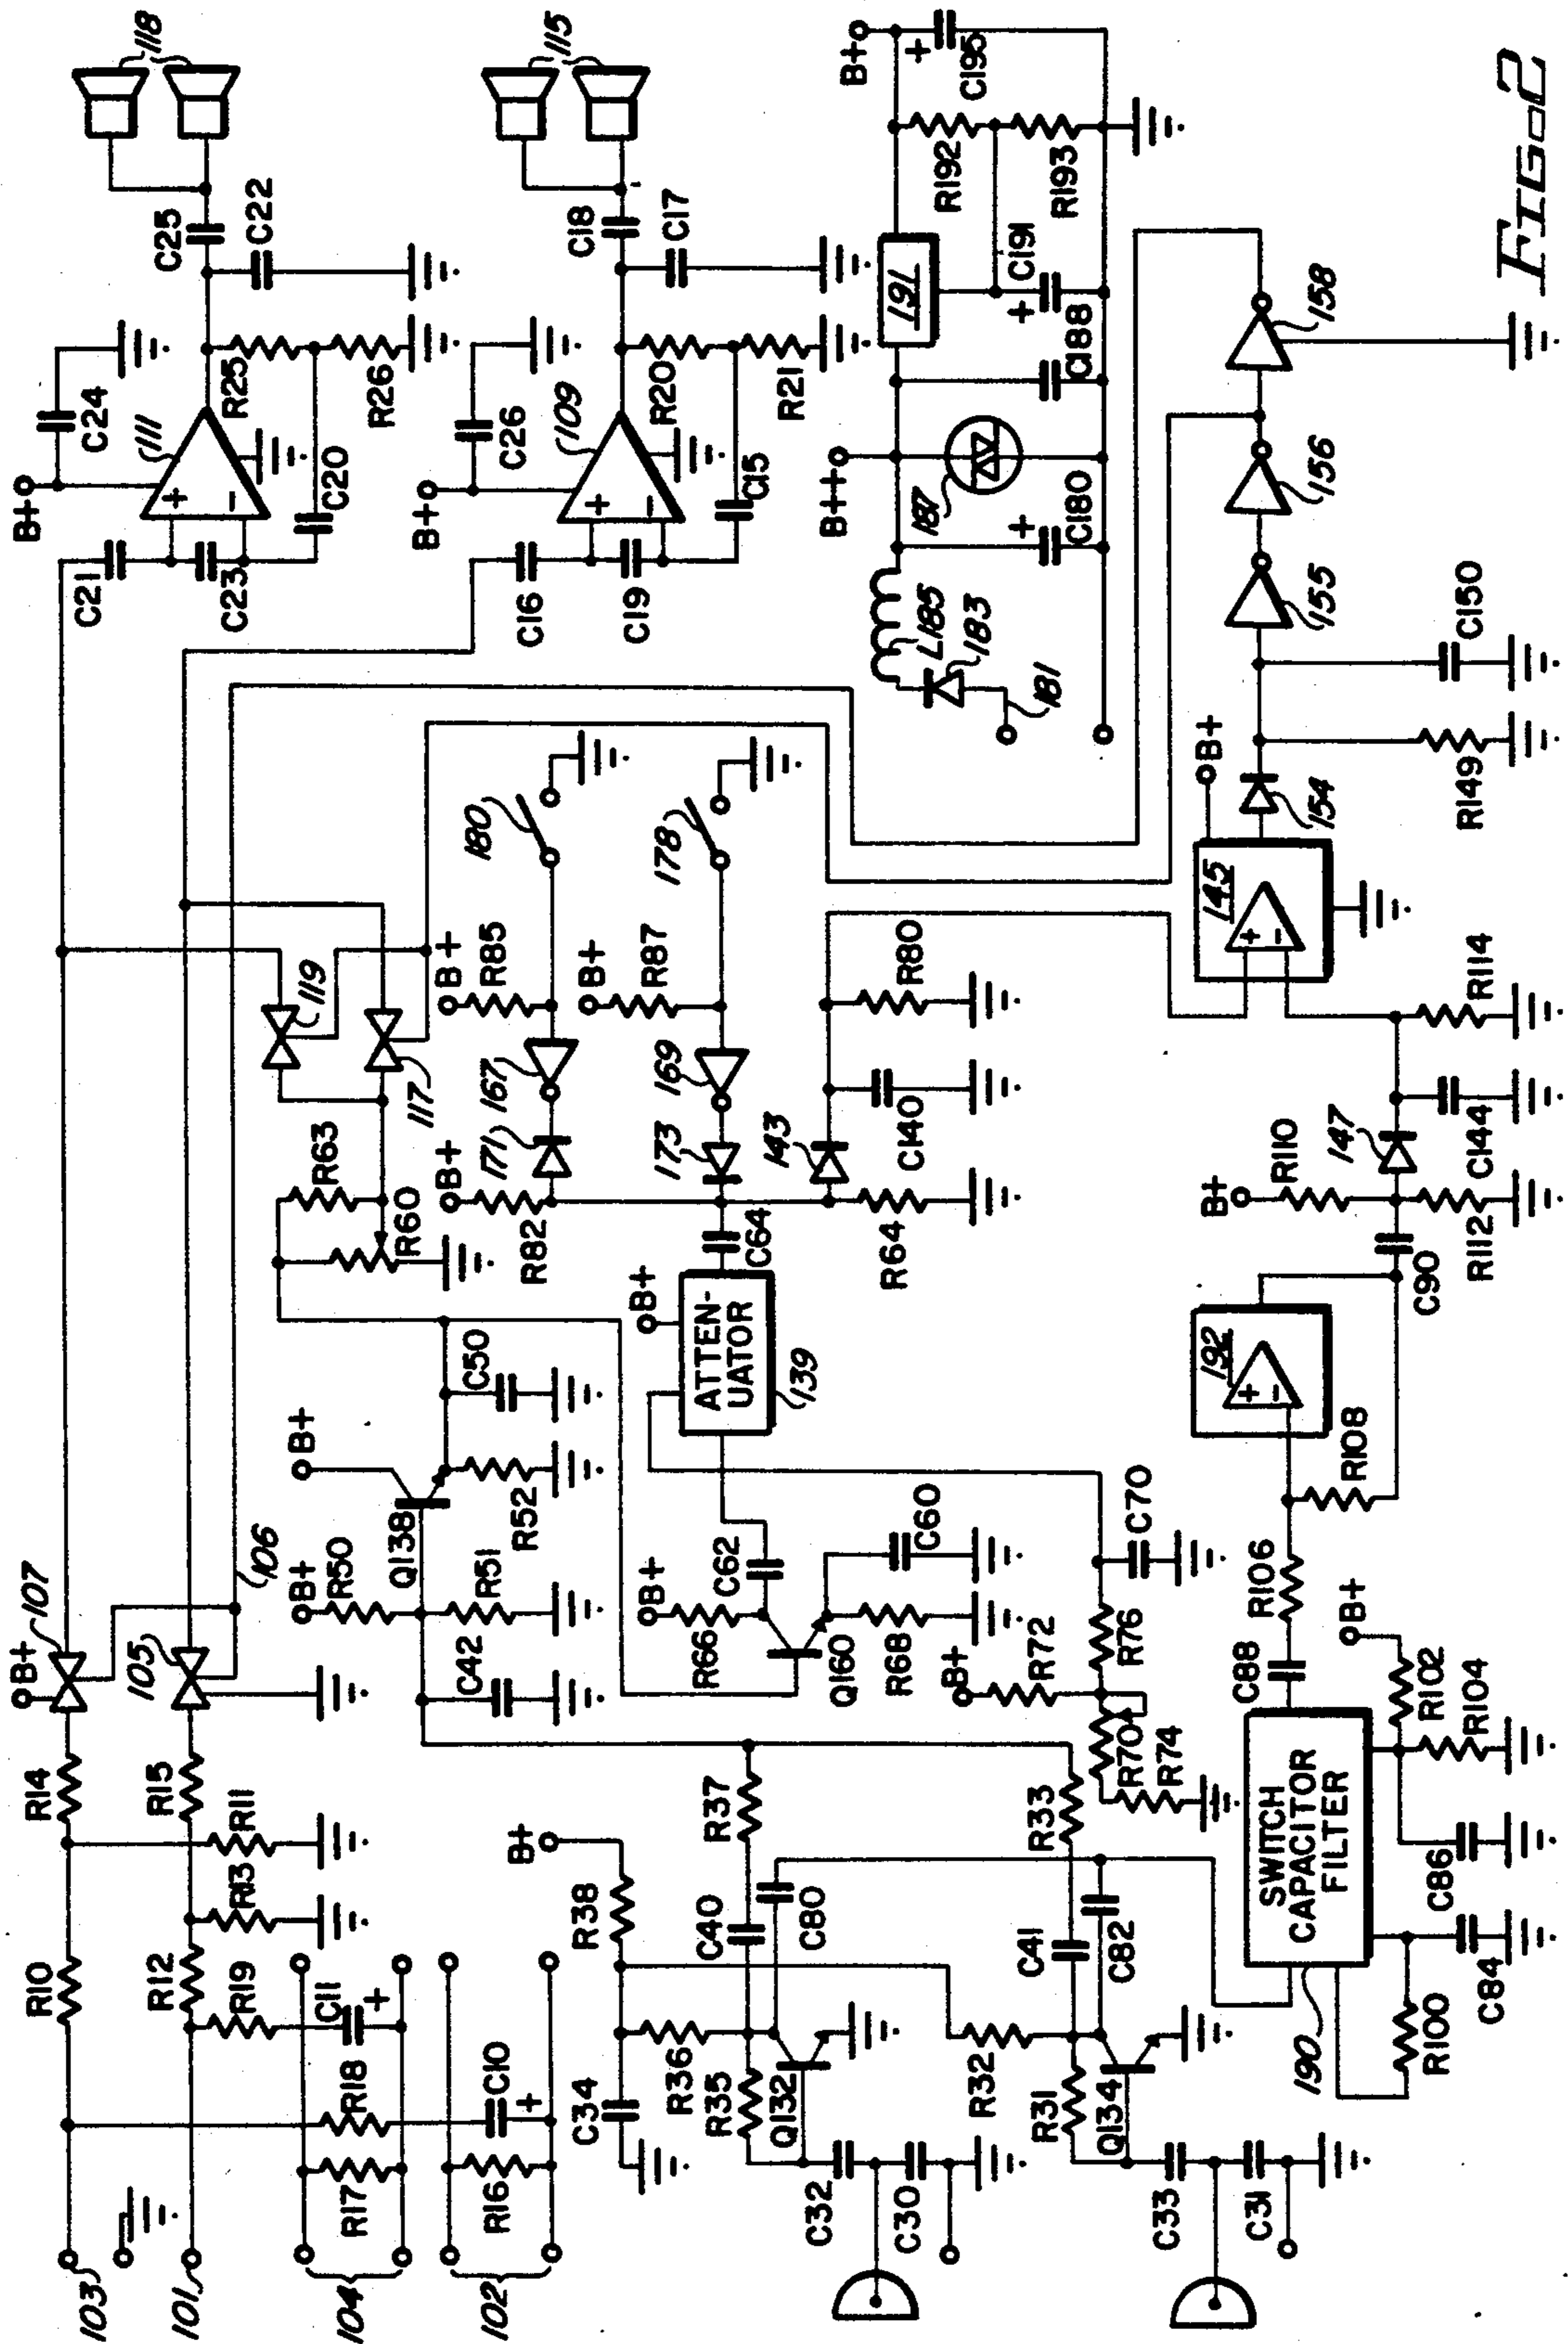 118
C25
C22
B+
C24
111
R25
R26
+
-
C21
C23
C20
115
C18
C17
B+
C26
109
R20
R21
+
-
C16
C19
C15
B+
+
C195
R192
R193
191
C191
+
C188
B++
187
+
C180
L185
183
181
158
156
155
C150
R149
154
B+
145
+
-
R114
C144
147
R110
R112
B+
C90
119
117
R63
R60
B+
R85
180
167
171
B+
R82
B+
R87
178
169
173
143
R80
C140
R64
C64
B+
ATTEN-
UATOR
139
192
+
-
R108
R106
C88
B+
R102
R104
C86
C84
R100
190
SWITCH
CAPACITOR
FILTER
B+
107
105
106
B+
Q138
R52
C50
B+
R50
R51
C42
B+
R66
C62
Q160
R68
C60
B+
R72
R76
C70
R70
R74
R14
R15
R11
R13
R10
R12
R19
C11
+
R18
R17
C10
+
R16
103
101
104
102
B+
R38
R37
C40
C80
R33
C41
C82
C34
R36
R35
Q132
R32
R31
Q134
C32
C30
C33
C31
FIG. 2